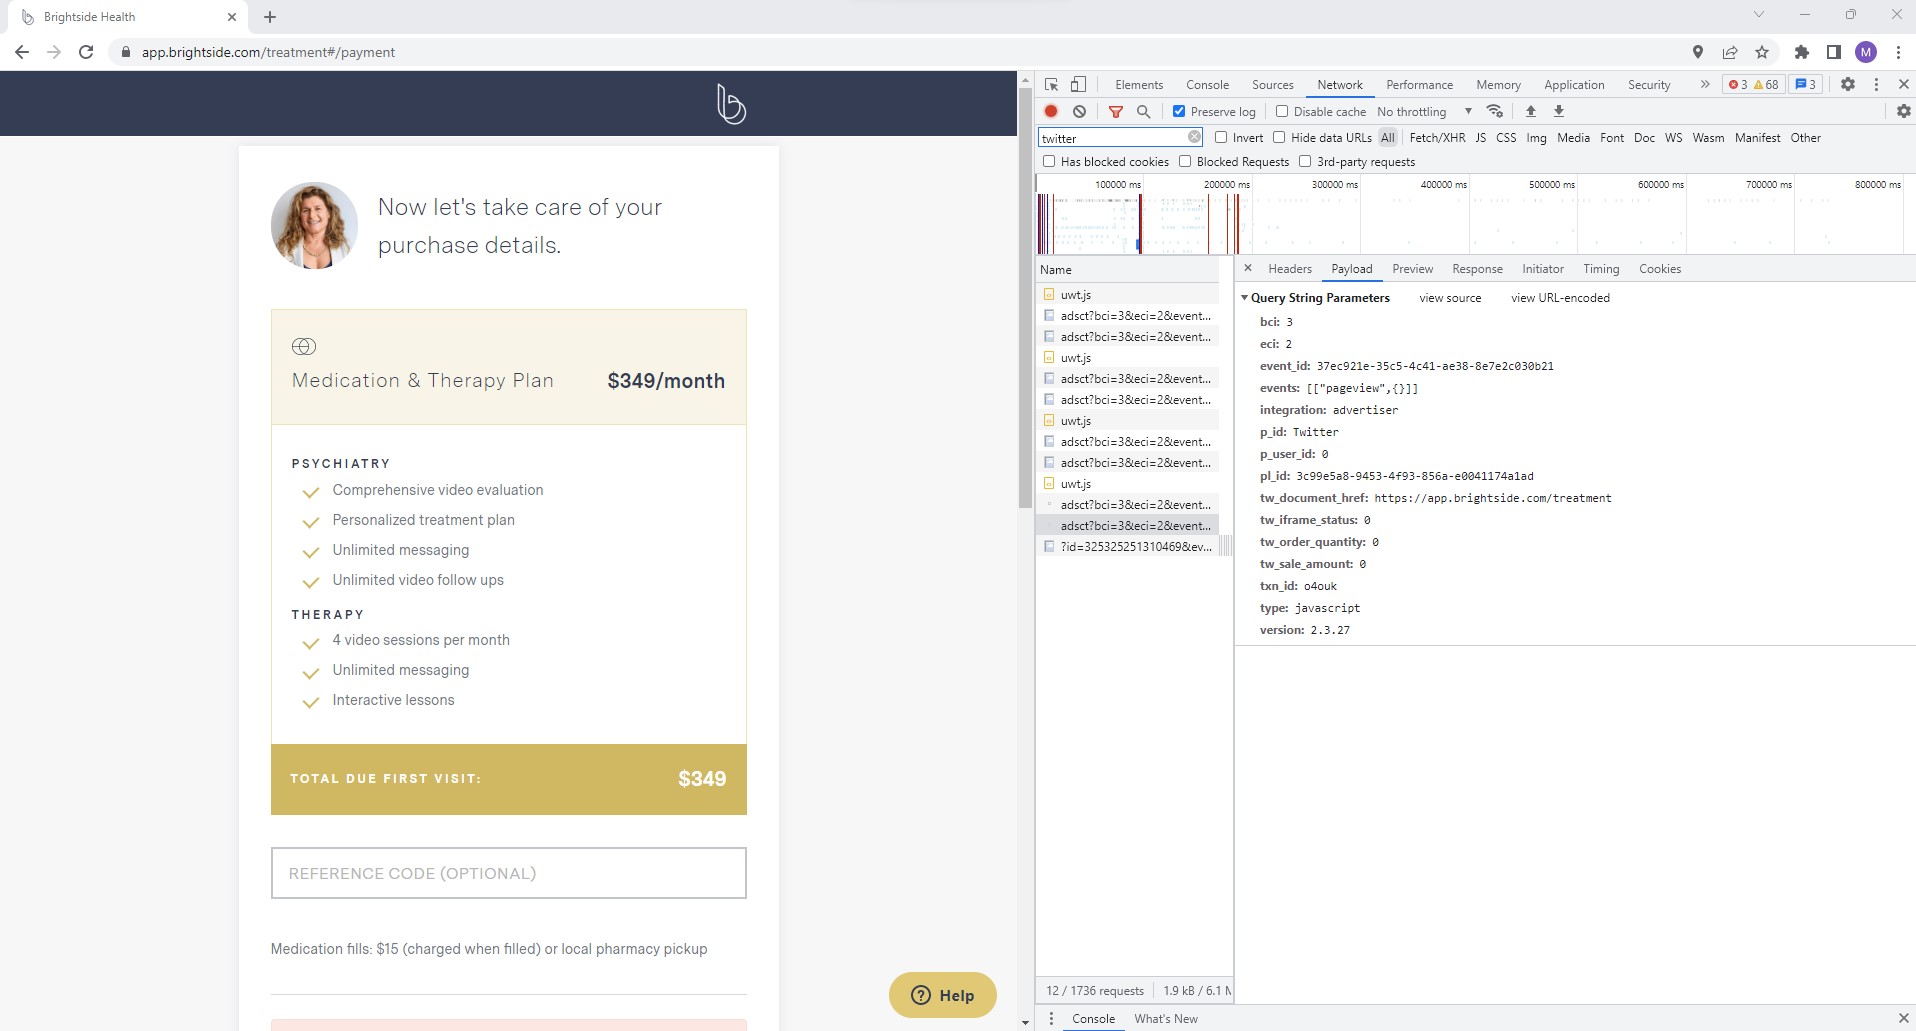 Brightside Health
app.brightside.com/treatment#/payment
M
Now let's take care of your
purchase details.
Medication & Therapy Plan $349/month
PSYCHIATRY
Comprehensive video evaluation
Personalized treatment plan
Unlimited messaging
Unlimited video follow ups
THERAPY
4 video sessions per month
Unlimited messaging
Interactive lessons
TOTAL DUE FIRST VISIT: $349
REFERENCE CODE (OPTIONAL)
Medication fills: $15 (charged when filled) or local pharmacy pickup
Help
Elements Console Sources Network Performance Memory Application Security 3 68 3
Preserve log Disable cache No throttling
twitter Invert Hide data URLs All Fetch/XHR JS CSS Img Media Font Doc WS Wasm Manifest Other
Has blocked cookies Blocked Requests 3rd-party requests
100000 ms 200000 ms 300000 ms 400000 ms 500000 ms 600000 ms 700000 ms 800000 ms
Name
uwt.js
adsct?bci=3&eci=2&event...
adsct?bci=3&eci=2&event...
uwt.js
adsct?bci=3&eci=2&event...
adsct?bci=3&eci=2&event...
uwt.js
adsct?bci=3&eci=2&event...
adsct?bci=3&eci=2&event...
uwt.js
adsct?bci=3&eci=2&event...
adsct?bci=3&eci=2&event...
?id=325325251310469&ev...
12 / 1736 requests 1.9 kB / 6.1 M
Headers Payload Preview Response Initiator Timing Cookies
Query String Parameters view source view URL-encoded
bci: 3
eci: 2
event_id: 37ec921e-35c5-4c41-ae38-8e7e2c030b21
events: [["pageview",{}]]
integration: advertiser
p_id: Twitter
p_user_id: 0
pl_id: 3c99e5a8-9453-4f93-856a-e0041174a1ad
tw_document_href: https://app.brightside.com/treatment
tw_iframe_status: 0
tw_order_quantity: 0
tw_sale_amount: 0
txn_id: o4ouk
type: javascript
version: 2.3.27
Console What's New